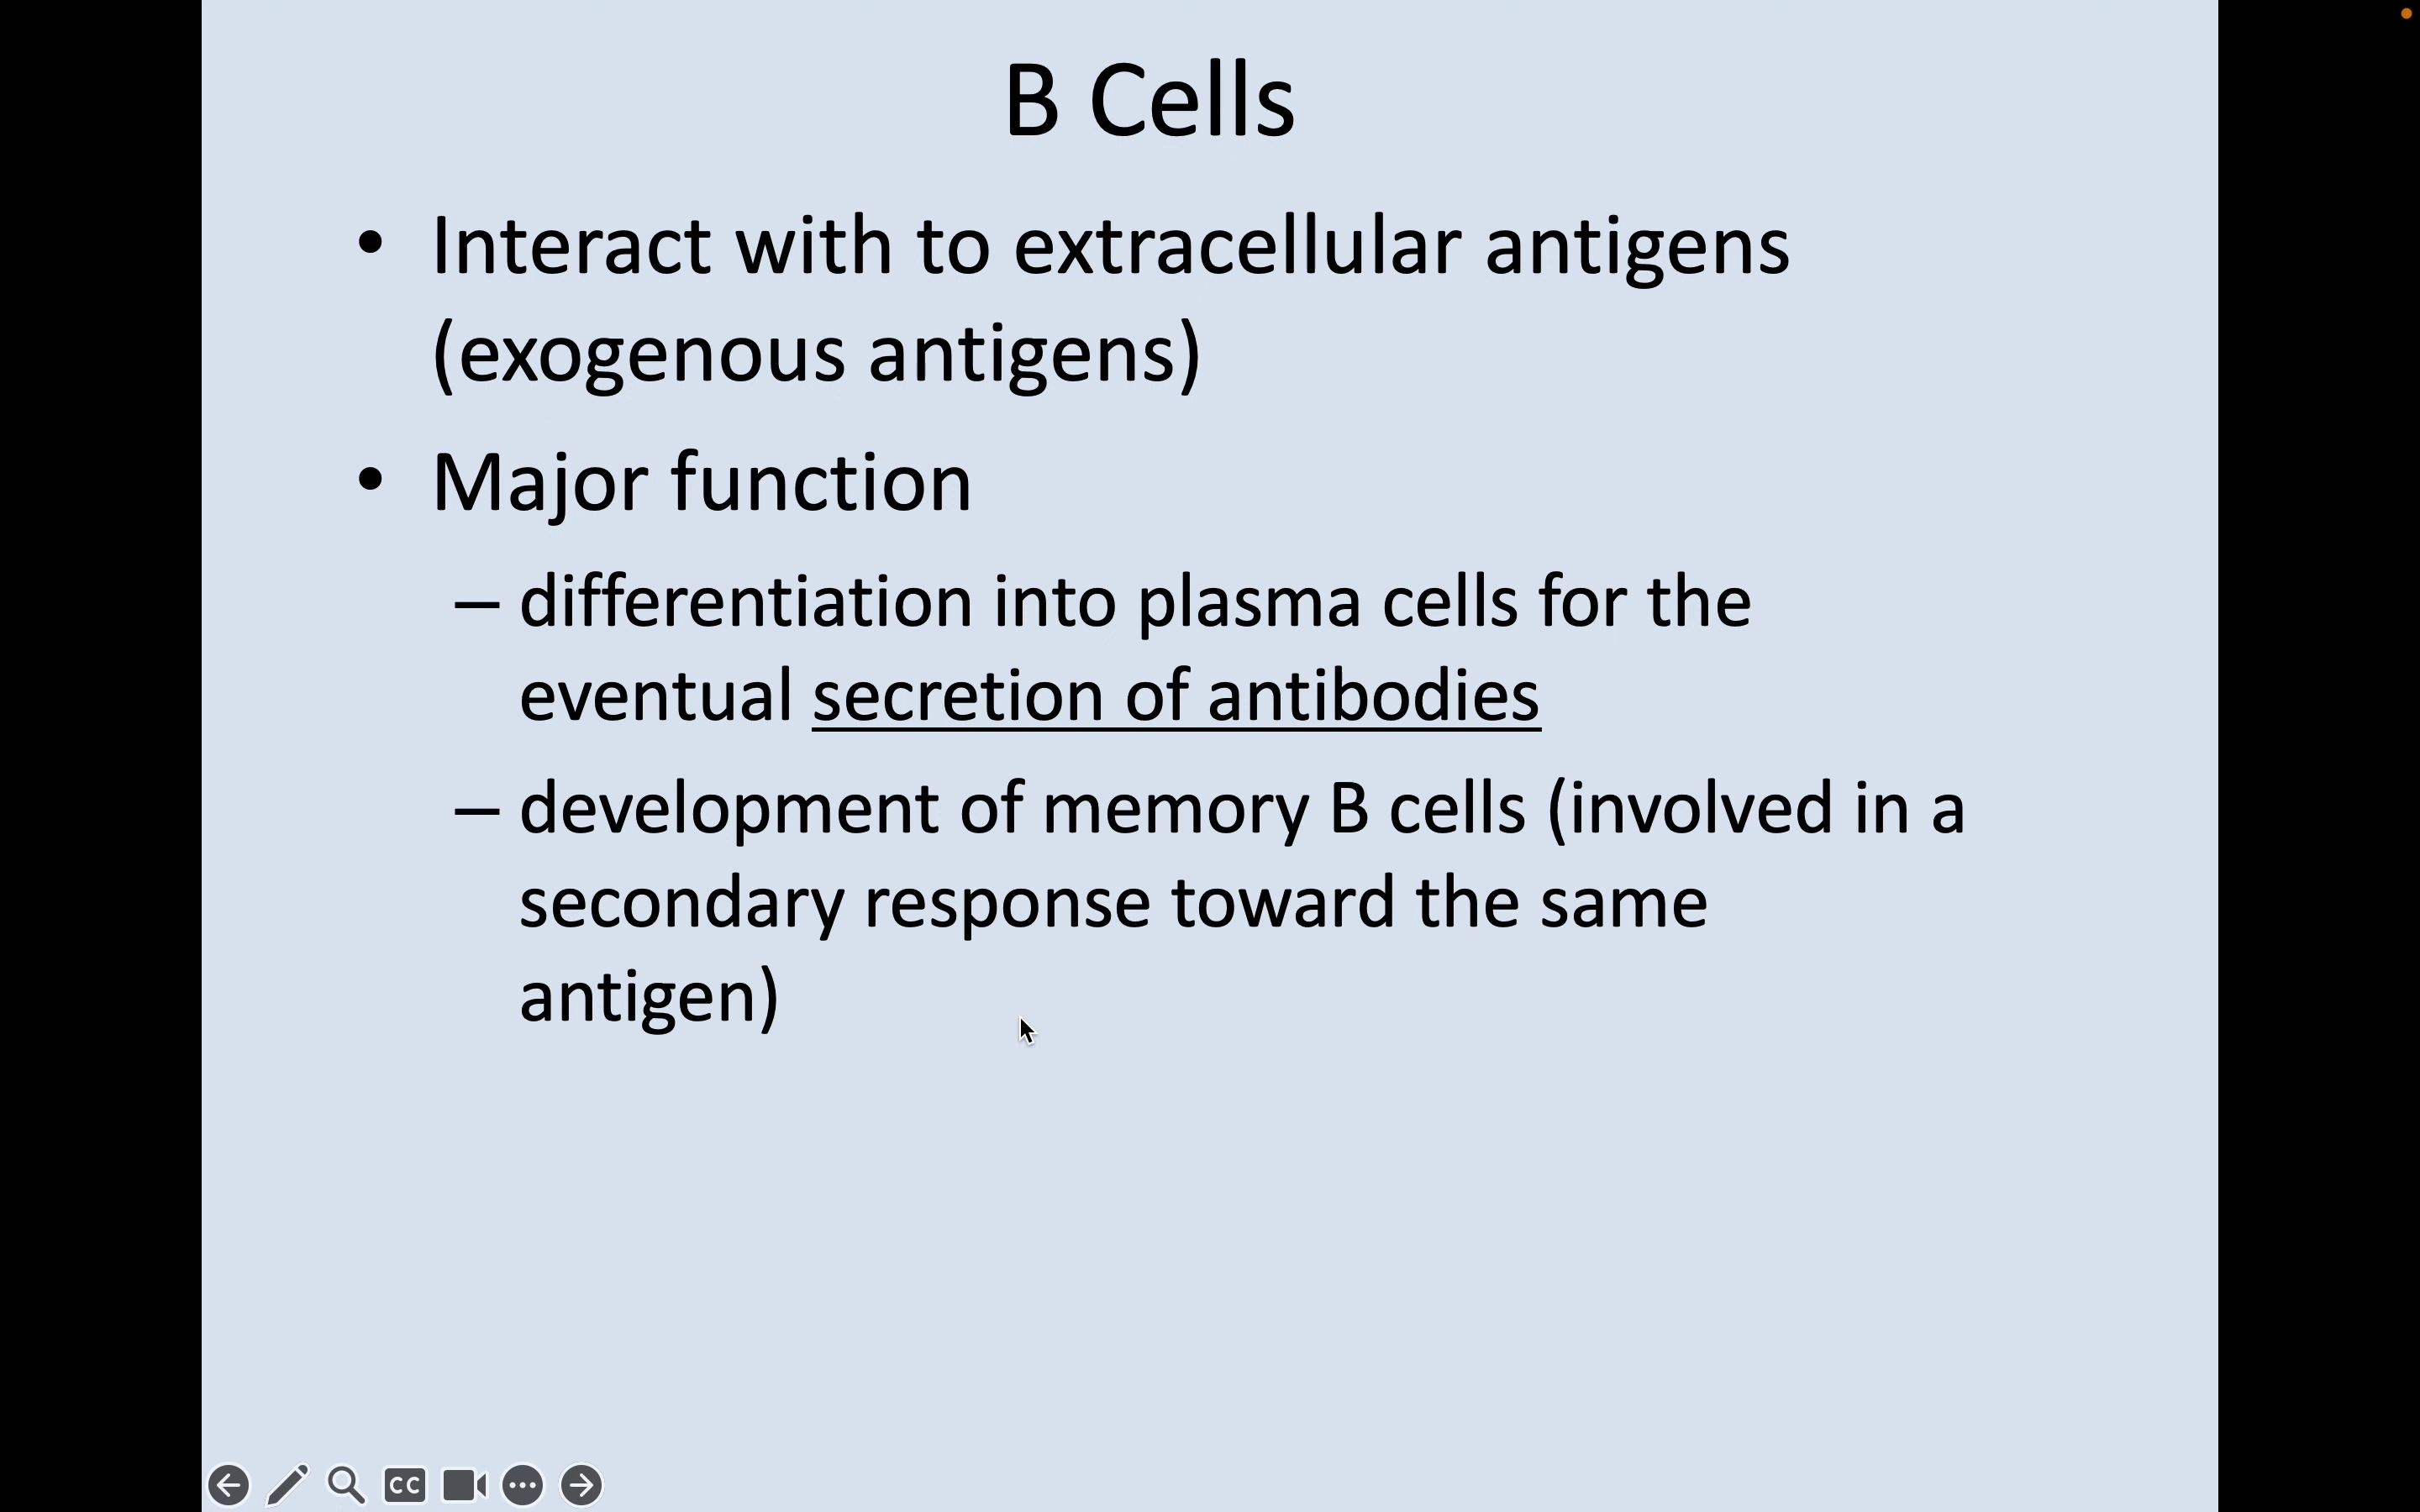 B Cells
• Interact with to extracellular antigens
(exogenous antigens)
• Major function
– differentiation into plasma cells for the
eventual secretion of antibodies
– development of memory B cells (involved in a
secondary response toward the same
antigen)
CC